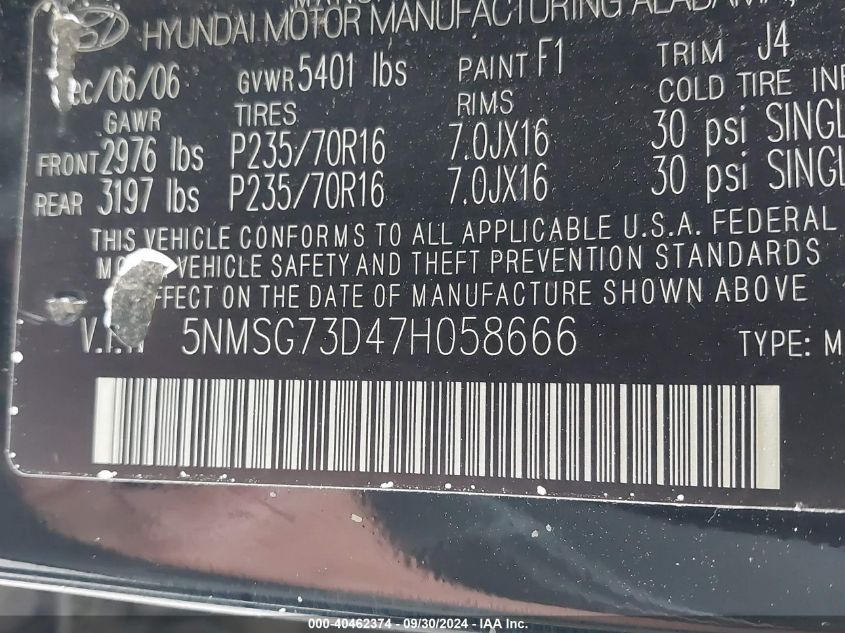 HYUNDAI MOTOR MANUFACTURING ALABAMA,
ec/06/06 GVWR 5401 lbs PAINT F1 TRIM J4
GAWR TIRES RIMS COLD TIRE INF
FRONT 2976 lbs P235/70R16 7.0JX16 30 psi SINGL
REAR 3197 lbs P235/70R16 7.0JX16 30 psi SINGL
THIS VEHICLE CONFORMS TO ALL APPLICABLE U.S.A. FEDERAL
VEHICLE SAFETY AND THEFT PREVENTION STANDARDS
EFFECT ON THE DATE OF MANUFACTURE SHOWN ABOVE
V.I.N 5NMSG73D47H058666 TYPE: M
000-40462374 - 09/30/2024 - IAA Inc.